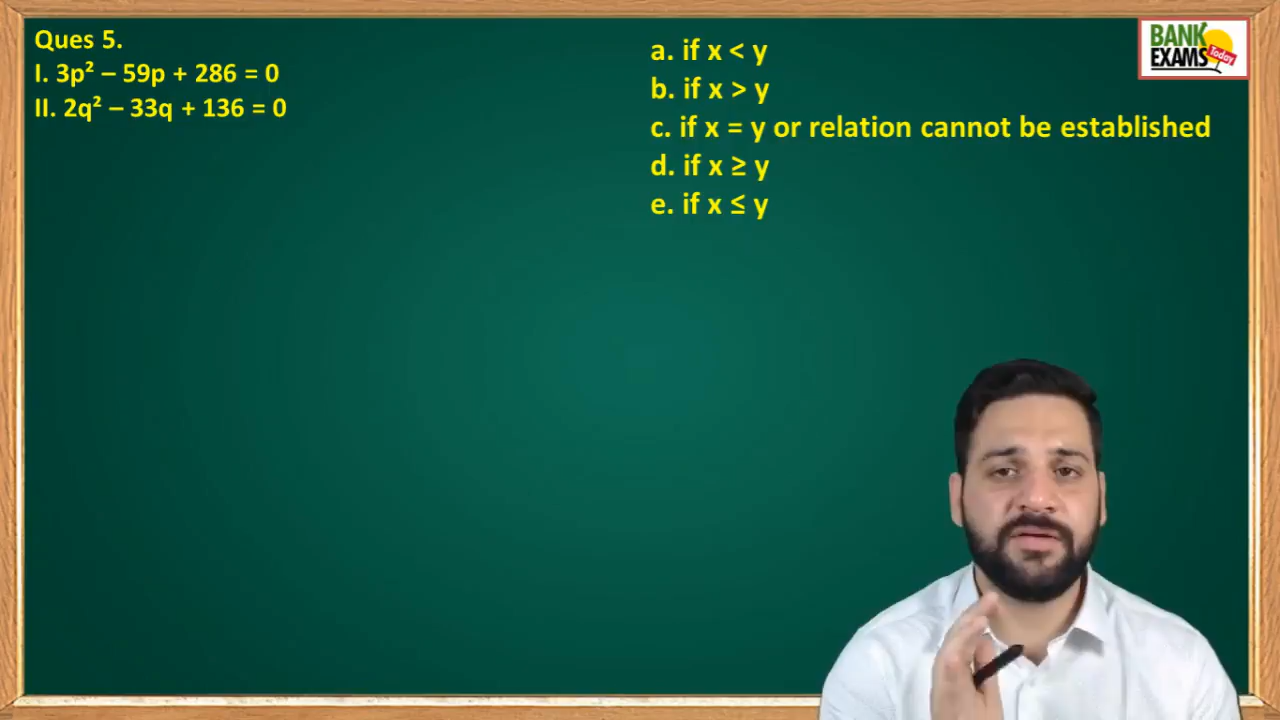 Ques 5.
I. 3p² – 59p + 286 = 0
II. 2q² – 33q + 136 = 0
a. if x < y
b. if x > y
c. if x = y or relation cannot be established
d. if x ≥ y
e. if x ≤ y
BANK
EXAMS Today